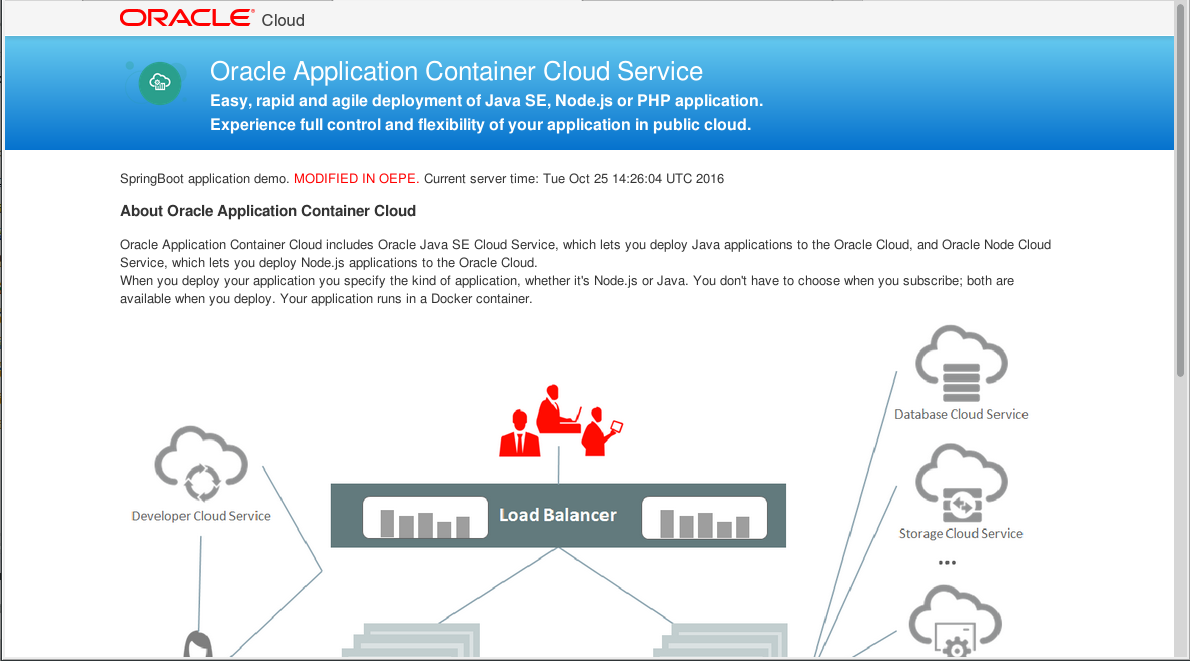 ORACLE Cloud
Oracle Application Container Cloud Service
Easy, rapid and agile deployment of Java SE, Node.js or PHP application.
Experience full control and flexibility of your application in public cloud.
SpringBoot application demo. MODIFIED IN OEPE. Current server time: Tue Oct 25 14:26:04 UTC 2016
About Oracle Application Container Cloud
Oracle Application Container Cloud includes Oracle Java SE Cloud Service, which lets you deploy Java applications to the Oracle Cloud, and Oracle Node Cloud
Service, which lets you deploy Node.js applications to the Oracle Cloud.
When you deploy your application you specify the kind of application, whether it's Node.js or Java. You don't have to choose when you subscribe; both are
available when you deploy. Your application runs in a Docker container.
Database Cloud Service
Developer Cloud Service
Load Balancer
Storage Cloud Service
...